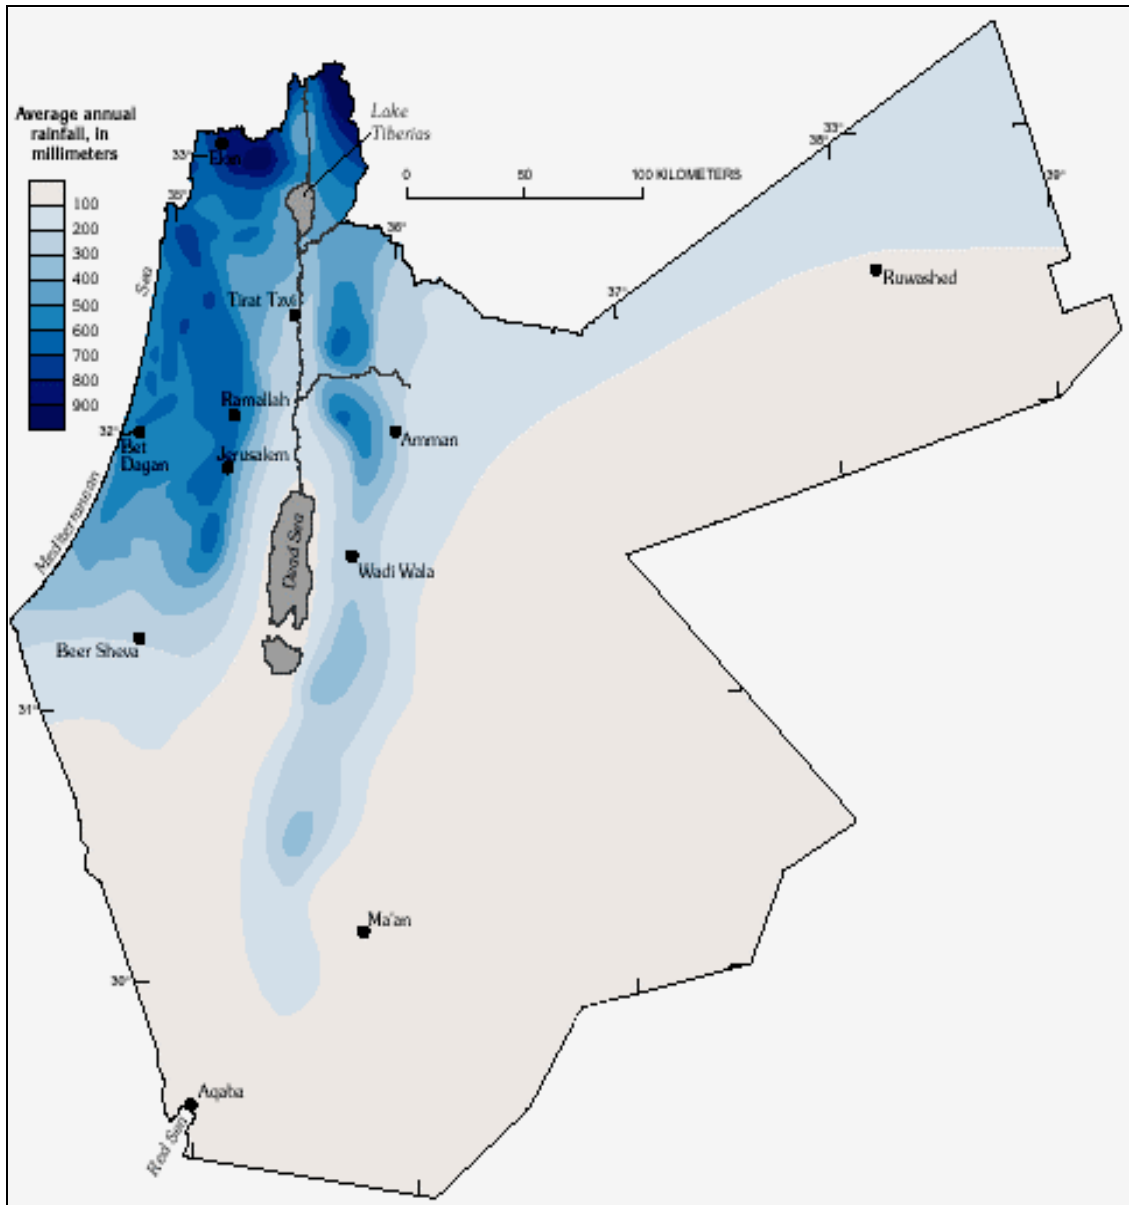 Average annual
rainfall, in
millimeters
100
200
300
400
500
600
700
800
900
Lake
Tiberias
0
50
100 KILOMETERS
33°
Elon
35°
36°
33°
38°
39°
37°
Sea
Mediterranean
Tirat Tzvi
Ruwashed
Ramallah
32°
Bet
Dagan
Jerusalem
Amman
Dead Sea
Wadi Wala
Beer Sheva
31°
Ma'an
30°
Aqaba
Red Sea